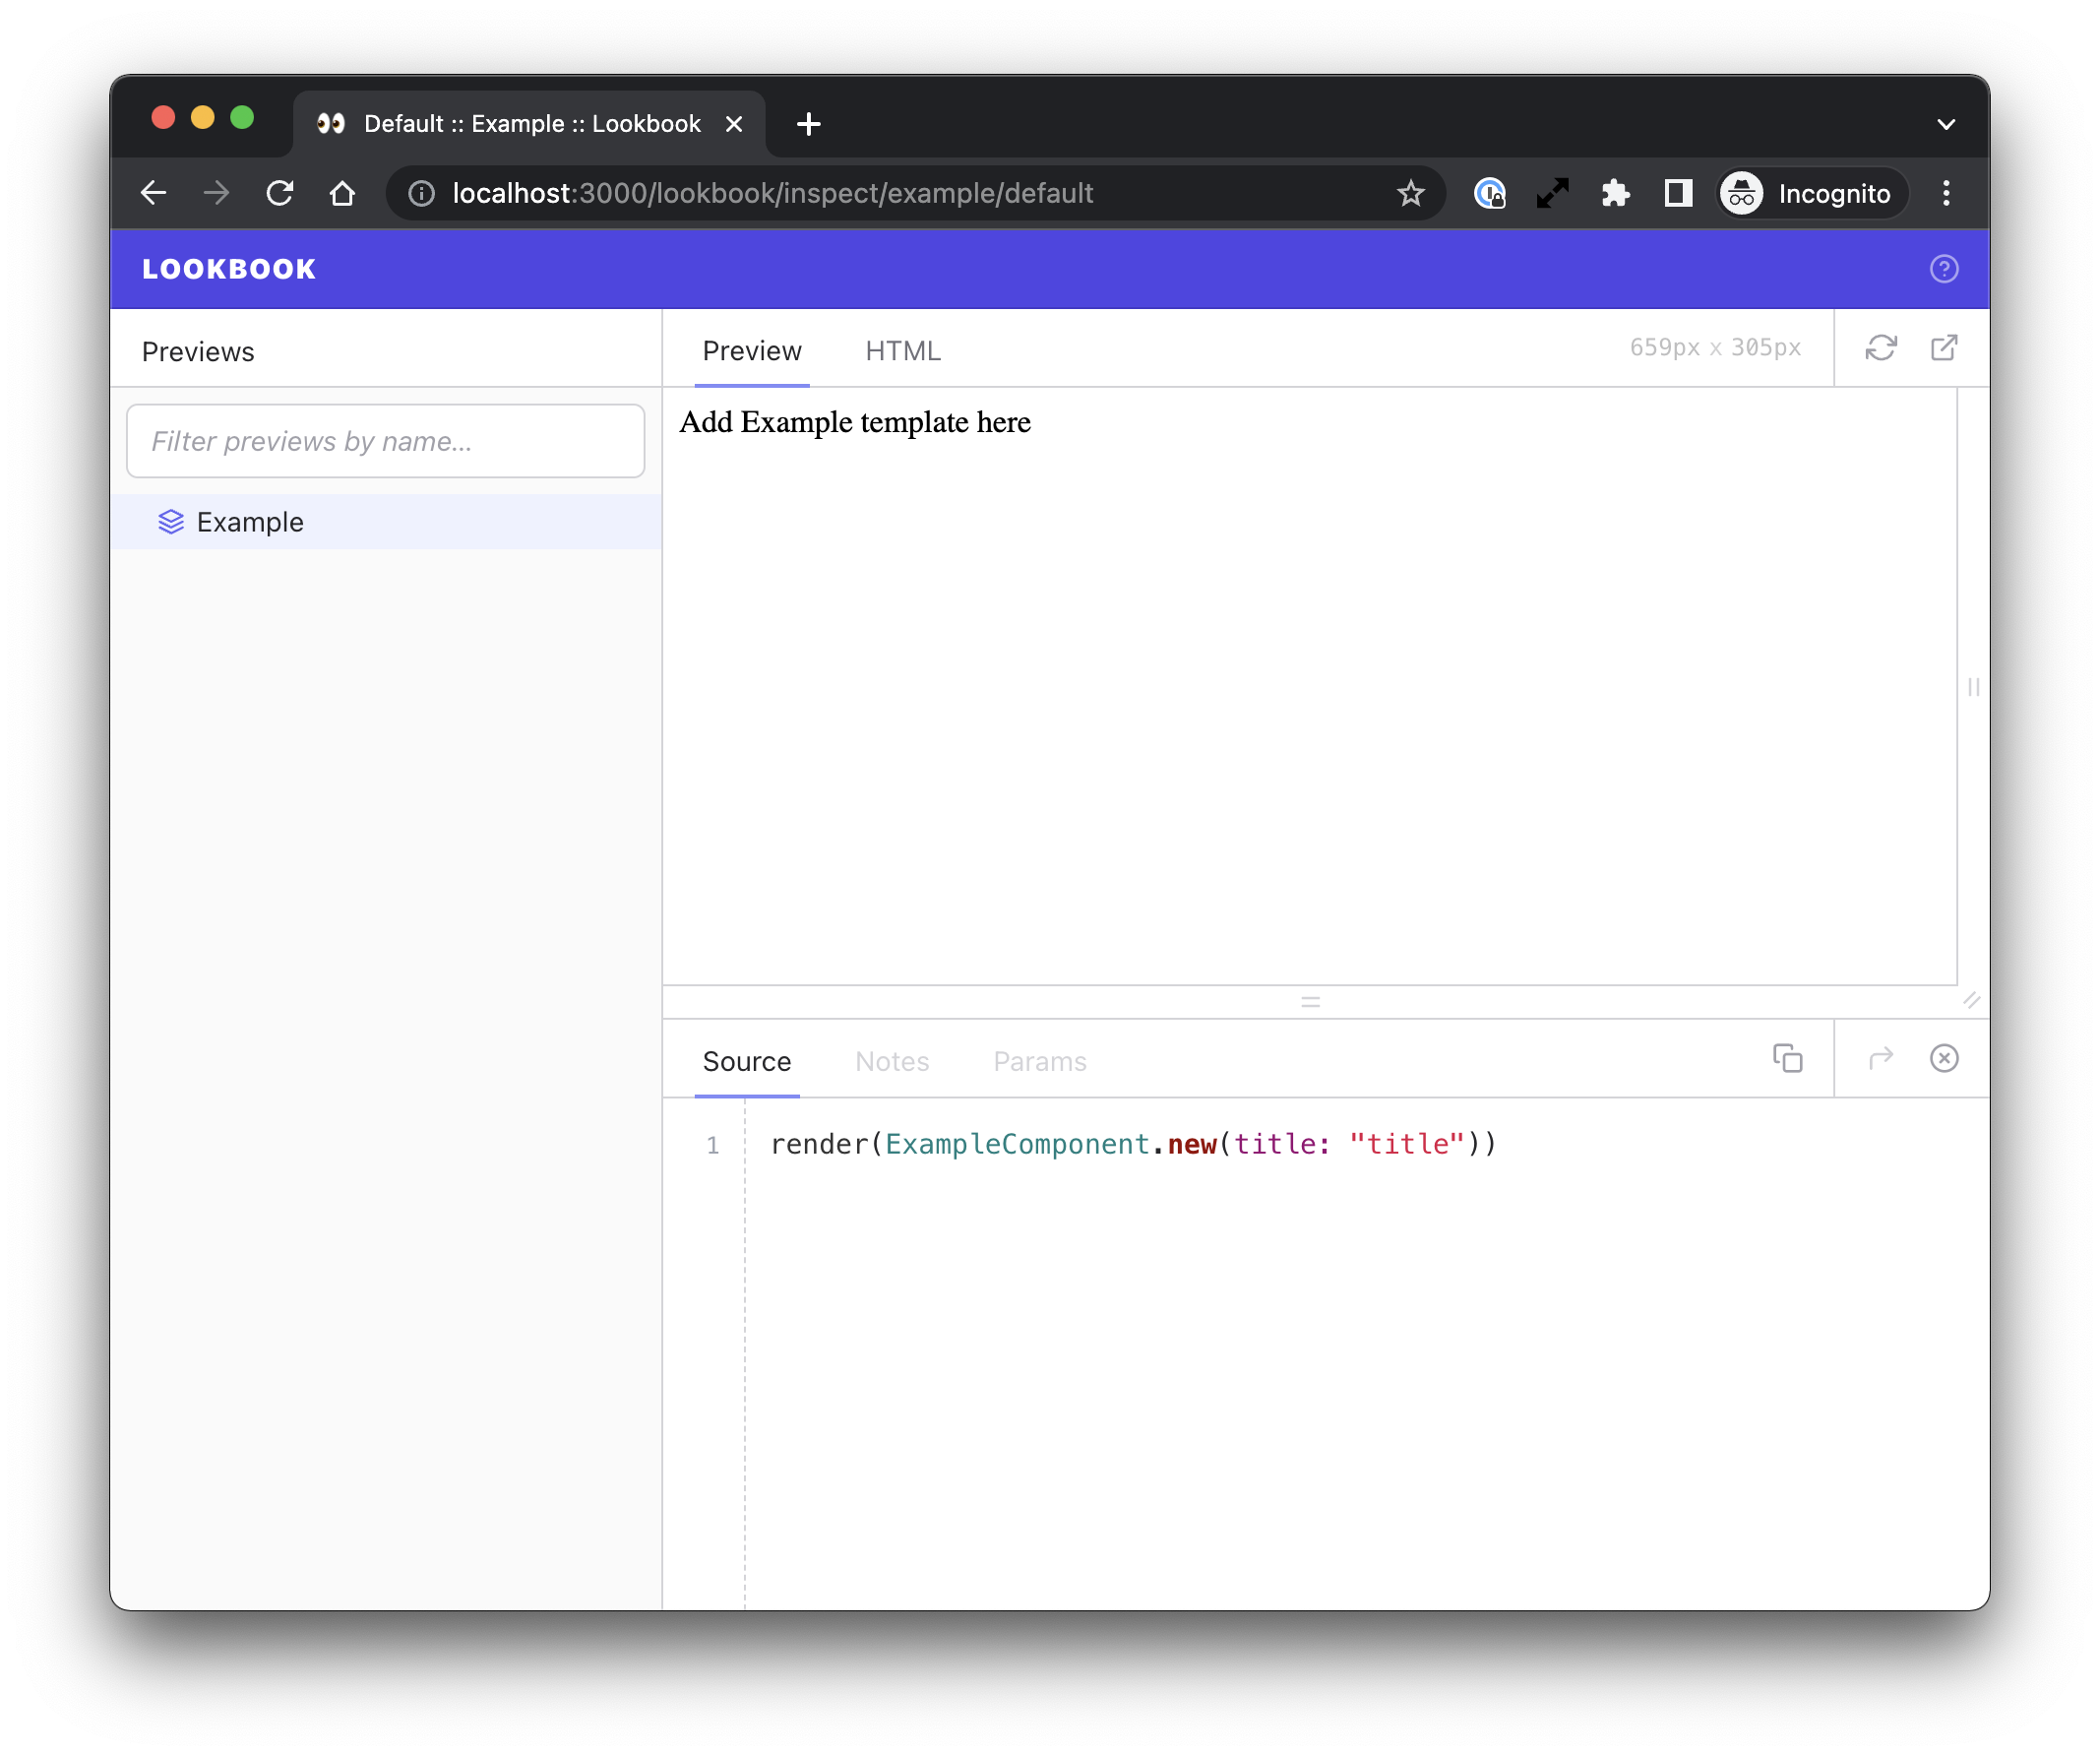 Default :: Example :: Lookbook
localhost:3000/lookbook/inspect/example/default
Incognito
LOOKBOOK
Previews
Preview
HTML
659px x 305px
Filter previews by name...
Example
Add Example template here
Source
Notes
Params
1
render(ExampleComponent.new(title: "title"))